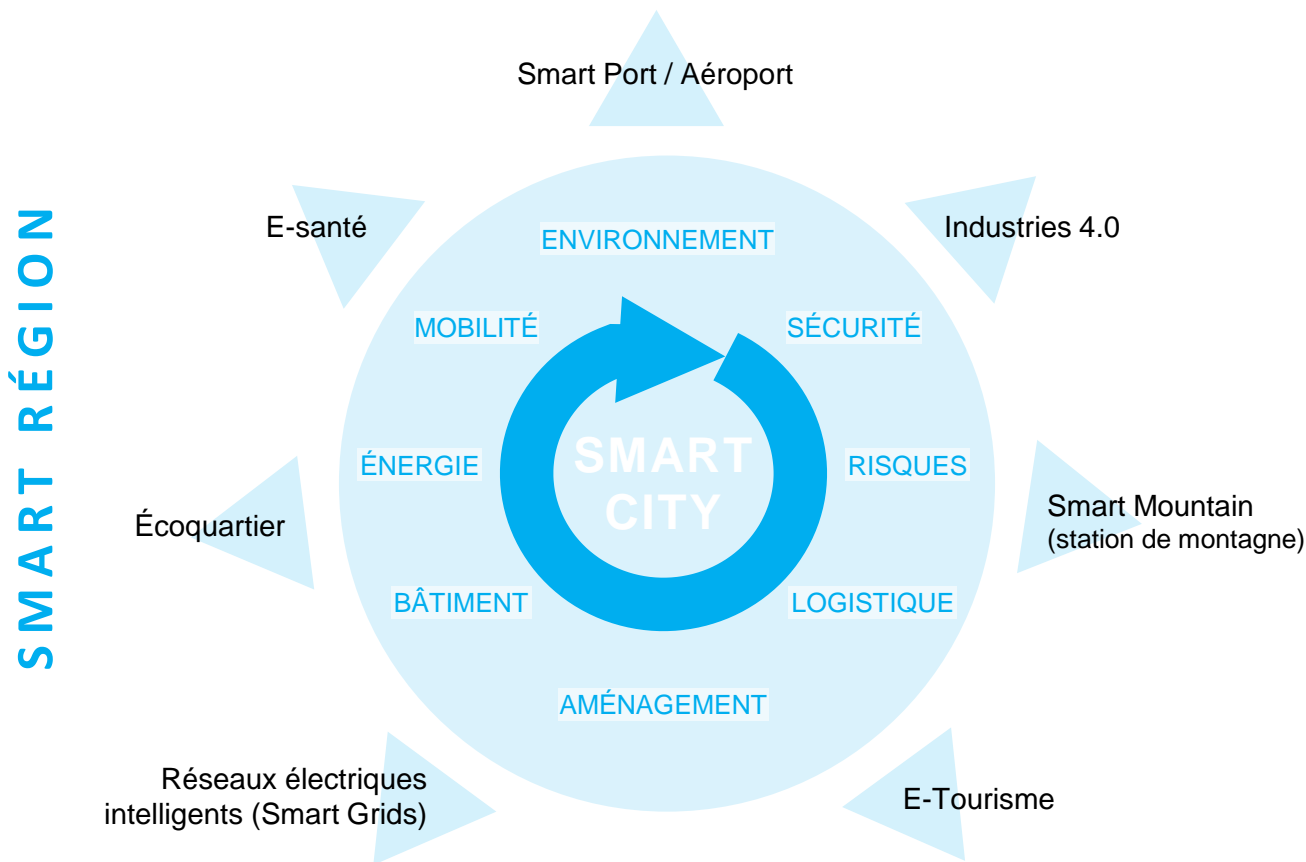 SMART RÉGION
Smart Port / Aéroport
E-santé
Industries 4.0
ENVIRONNEMENT
MOBILITÉ
SÉCURITÉ
SMART
CITY
ÉNERGIE
RISQUES
Écoquartier
Smart Mountain
(station de montagne)
BÂTIMENT
LOGISTIQUE
AMÉNAGEMENT
Réseaux électriques
intelligents (Smart Grids)
E-Tourisme